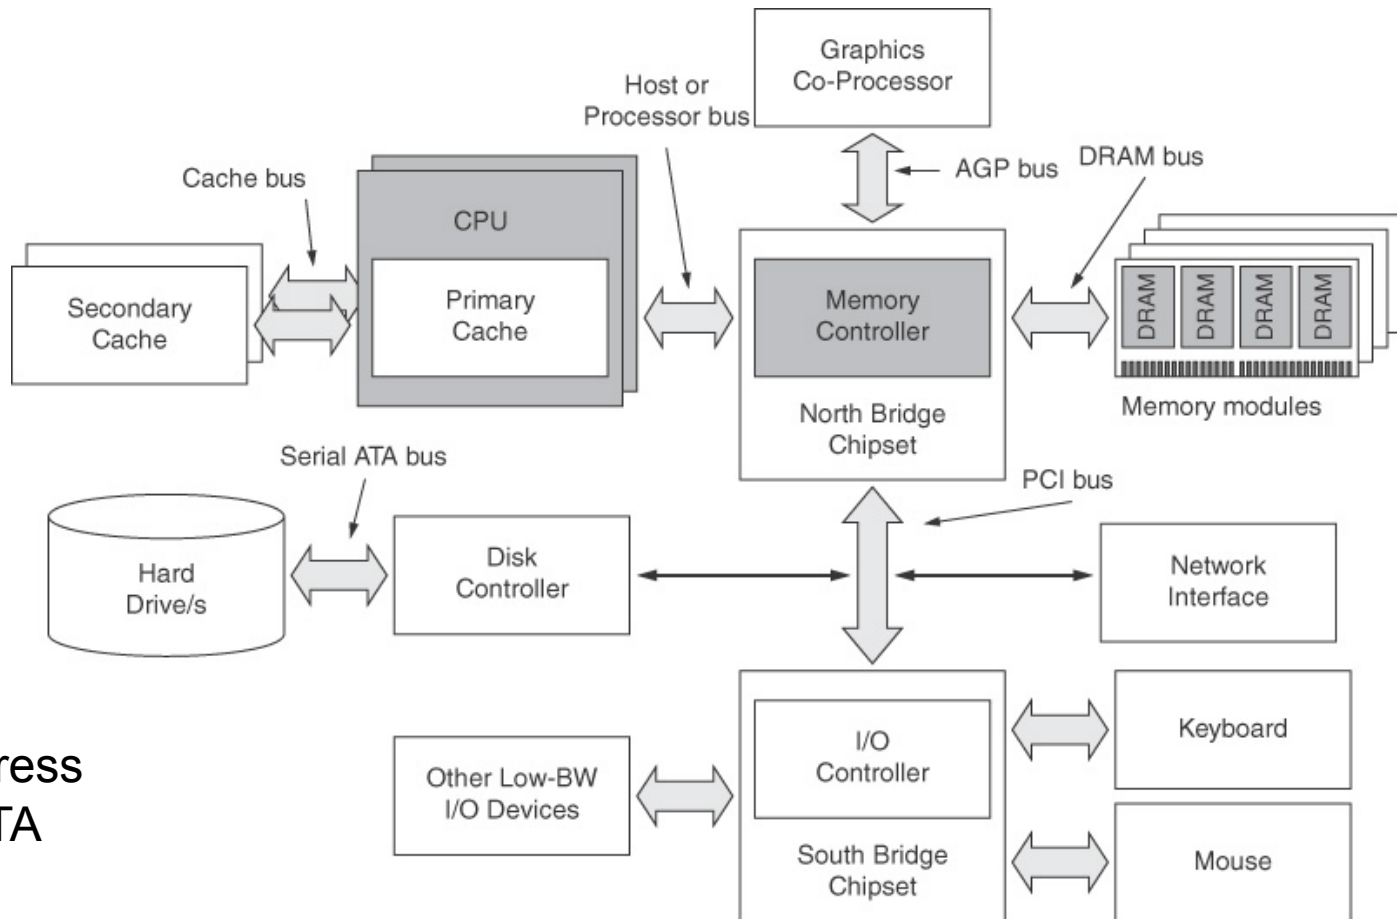 Graphics
Co-Processor
Host or
Processor bus
AGP bus
DRAM bus
Cache bus
CPU
Primary
Cache
Secondary
Cache
Memory
Controller
North Bridge
Chipset
DRAM
DRAM
DRAM
DRAM
Memory modules
Serial ATA bus
PCI bus
Hard
Drive/s
Disk
Controller
Network
Interface
I/O
Controller
South Bridge
Chipset
Keyboard
Mouse
Other Low-BW
I/O Devices
ress
TA